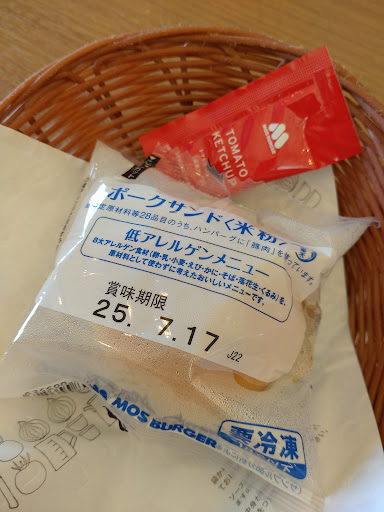 MOS BURGER
TOMATO
KETCHUP
ポークサンド〈米粉〉
原材料等28品目のうち、ハンバーグに「豚肉」を使っています。
低アレルゲンメニュー
8大アレルゲン食材(卵・乳・小麦・えび・かに・そば・落花生・くるみ)を、
原材料として使わずに考えたおいしいメニューです。
賞味期限
25. 7.17
J22
MOS BURGER
要冷凍